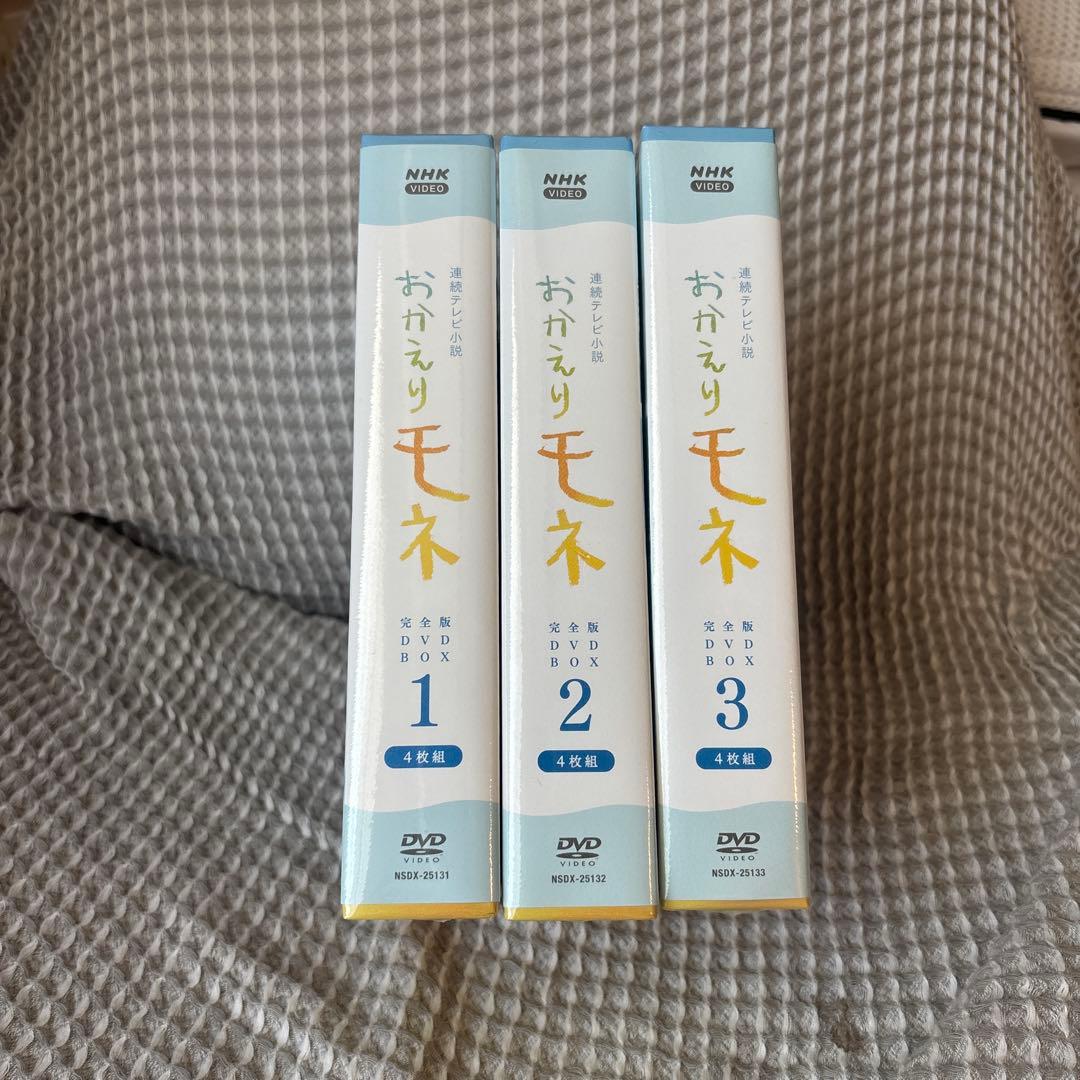 NHK
VIDEO
連続テレビ小説
おかえりモネ
完全版
DVD
BOX
1
4枚組
DVD
VIDEO
NSDX-25131
NHK
VIDEO
連続テレビ小説
おかえりモネ
完全版
DVD
BOX
2
4枚組
DVD
VIDEO
NSDX-25132
NHK
VIDEO
連続テレビ小説
おかえりモネ
完全版
DVD
BOX
3
4枚組
DVD
VIDEO
NSDX-25133